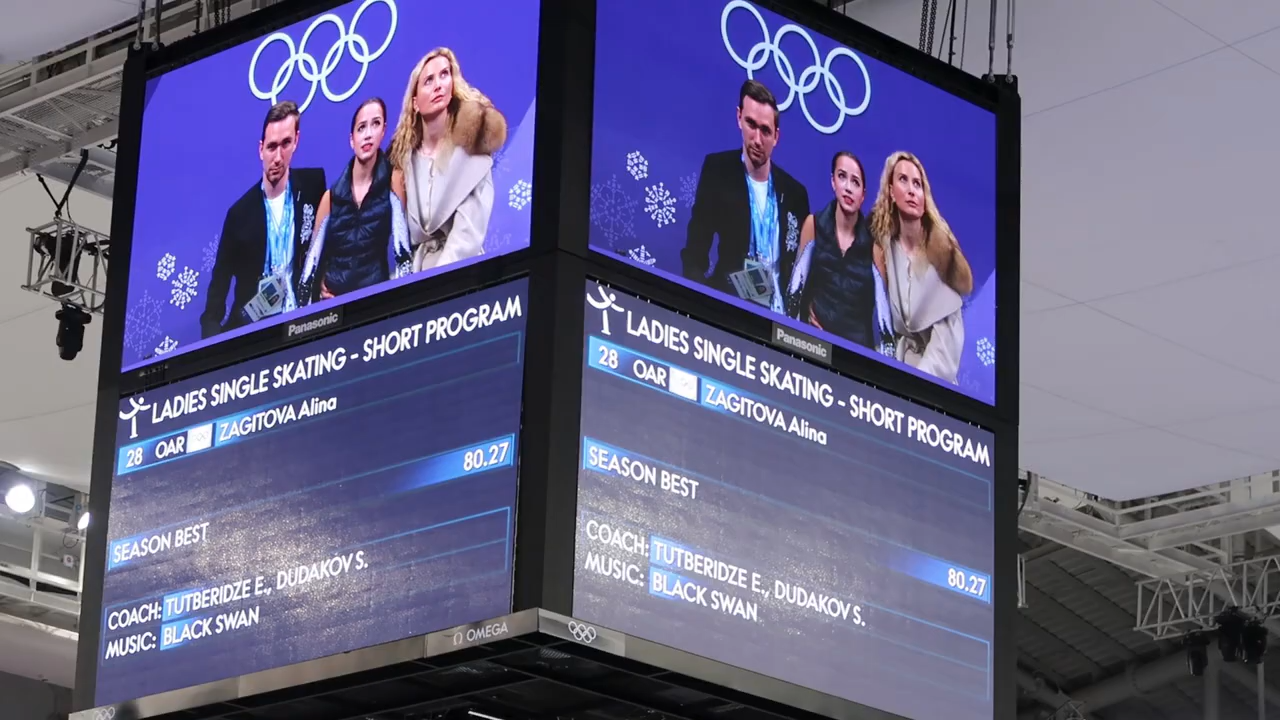 Panasonic
LADIES SINGLE SKATING - SHORT PROGRAM
28 OAR ZAGITOVA Alina
80.27
SEASON BEST
COACH: TUTBERIDZE E., DUDAKOV S.
MUSIC: BLACK SWAN
OMEGA
Panasonic
LADIES SINGLE SKATING - SHORT PROGRAM
28 OAR ZAGITOVA Alina
SEASON BEST
80.27
COACH: TUTBERIDZE E., DUDAKOV S.
MUSIC: BLACK SWAN